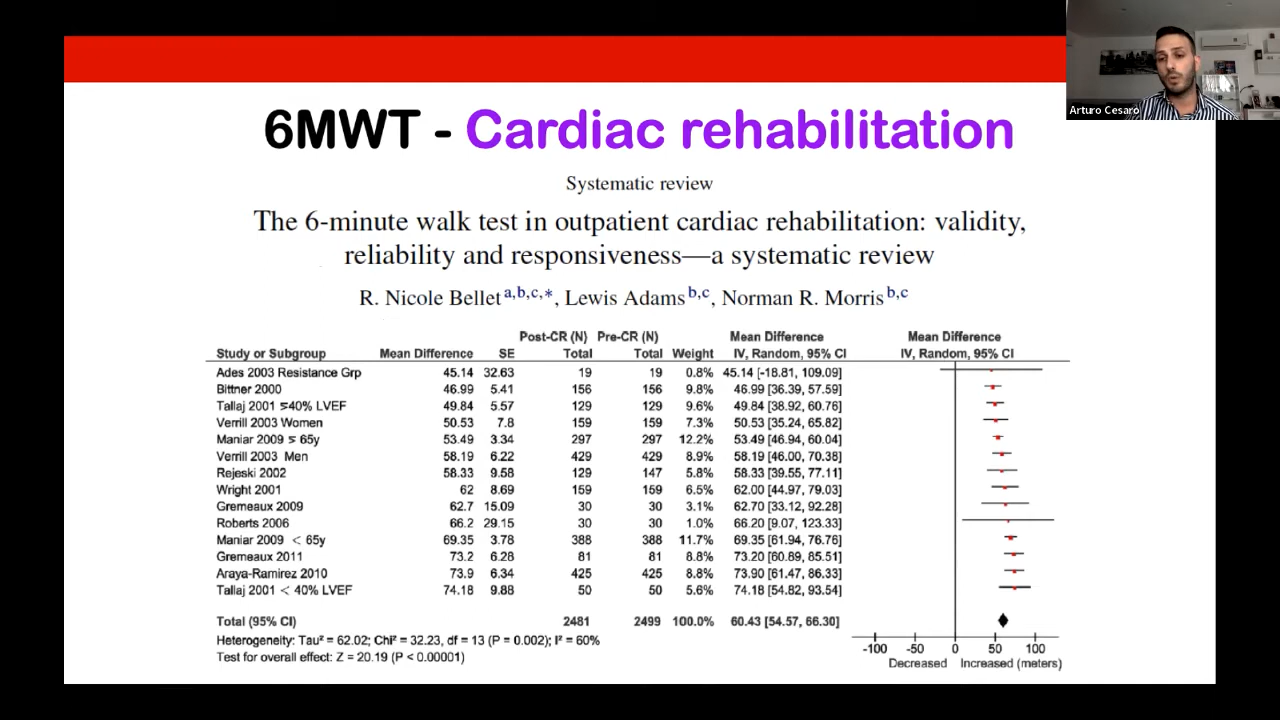 Arturo Cesaro
6MWT - Cardiac rehabilitation
Systematic review
The 6-minute walk test in outpatient cardiac rehabilitation: validity,
reliability and responsiveness—a systematic review
R. Nicole Bellet a,b,c,*, Lewis Adams b,c, Norman R. Morris b,c
Post-CR (N) Pre-CR (N) Mean Difference Mean Difference
Study or Subgroup Mean Difference SE Total Total Weight IV, Random, 95% CI IV, Random, 95% CI
Ades 2003 Resistance Grp 45.14 32.63 19 19 0.8% 45.14 [-18.81, 109.09]
Bittner 2000 46.99 5.41 156 156 9.8% 46.99 [36.39, 57.59]
Tallaj 2001 ≥40% LVEF 49.84 5.57 129 129 9.6% 49.84 [38.92, 60.76]
Verrill 2003 Women 50.53 7.8 159 159 7.3% 50.53 [35.24, 65.82]
Maniar 2009 ≥ 65y 53.49 3.34 297 297 12.2% 53.49 [46.94, 60.04]
Verrill 2003 Men 58.19 6.22 429 429 8.9% 58.19 [46.00, 70.38]
Rejeski 2002 58.33 9.58 129 147 5.8% 58.33 [39.55, 77.11]
Wright 2001 62 8.69 159 159 6.5% 62.00 [44.97, 79.03]
Gremeaux 2009 62.7 15.09 30 30 3.1% 62.70 [33.12, 92.28]
Roberts 2006 66.2 29.15 30 30 1.0% 66.20 [9.07, 123.33]
Maniar 2009 < 65y 69.35 3.78 388 388 11.7% 69.35 [61.94, 76.76]
Gremeaux 2011 73.2 6.28 81 81 8.8% 73.20 [60.89, 85.51]
Araya-Ramirez 2010 73.9 6.34 425 425 8.8% 73.90 [61.47, 86.33]
Tallaj 2001 < 40% LVEF 74.18 9.88 50 50 5.6% 74.18 [54.82, 93.54]
Total (95% CI) 2481 2499 100.0% 60.43 [54.57, 66.30]
Heterogeneity: Tau² = 62.02; Chi² = 32.23, df = 13 (P = 0.002); I² = 60%
Test for overall effect: Z = 20.19 (P < 0.00001)
-100 -50 0 50 100
Decreased Increased (meters)